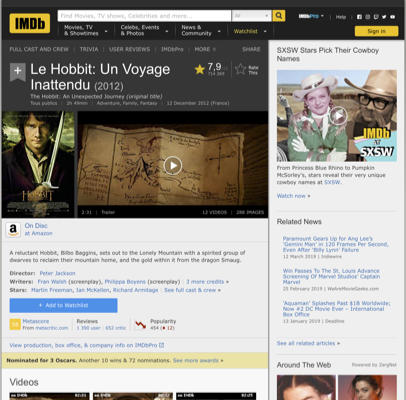 IMDb
Find Movies, TV shows, Celebrities and more...
All
IMDbPro
Help
Movies, TV & Showtimes
Celebs, Events & Photos
News & Community
Watchlist
Sign in
FULL CAST AND CREW | TRIVIA | USER REVIEWS | IMDbPro | MORE
SHARE
Le Hobbit: Un Voyage
Inattendu (2012)
The Hobbit: An Unexpected Journey (original title)
Tous publics | 2h 49min | Adventure, Family, Fantasy | 12 December 2012 (France)
7,9
Rate
This
HOBBIT
2:31 | Trailer
12 VIDEOS | 286 IMAGES
On Disc
at Amazon
A reluctant Hobbit, Bilbo Baggins, sets out to the Lonely Mountain with a spirited group of
dwarves to reclaim their mountain home, and the gold within it from the dragon Smaug.
Director: Peter Jackson
Writers: Fran Walsh (screenplay), Philippa Boyens (screenplay) | 3 more credits »
Stars: Martin Freeman, Ian McKellen, Richard Armitage | See full cast & crew »
+ Add to Watchlist
Metascore
From metacritic.com
Reviews
1 390 user | 652 critic
Popularity
454
View production, box office, & company info on IMDbPro
Nominated for 3 Oscars. Another 10 wins & 72 nominations. See more awards »
Videos
SXSW Stars Pick Their Cowboy
Names
IMDb
at
SXSW
From Princess Blue Rhino to Pumpkin
McSorley's, stars reveal their very
unique cowboy names at SXSW.
Watch now »
Related News
Paramount Gears Up for Ang Lee's
'Gemini Man' in 120 Frames Per Second,
Even After 'Billy Lynn' Failure
12 March 2019 | Indiewire
Win Passes To The St. Louis Advance
Screening Of Marvel Studios' Captain
Marvel
25 February 2019 | WeAreMovieGeeks.com
'Aquaman' Splashes Past $1B Worldwide;
Now #2 DC Movie Ever – International
Box Office
13 January 2019 | Deadline
See all related articles »
Around The Web
Powered by ZergNet